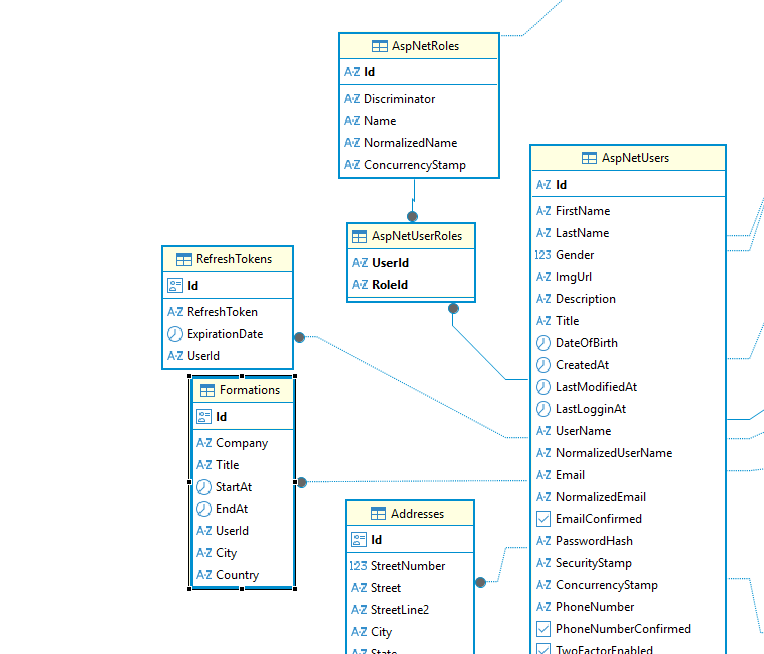 AspNetRoles
A-Z Id
A-Z Discriminator
A-Z Name
A-Z NormalizedName
A-Z ConcurrencyStamp
AspNetUserRoles
A-Z UserId
A-Z RoleId
RefreshTokens
Id
A-Z RefreshToken
ExpirationDate
A-Z UserId
Formations
Id
A-Z Company
A-Z Title
StartAt
EndAt
A-Z UserId
A-Z City
A-Z Country
Addresses
Id
123 StreetNumber
A-Z Street
A-Z StreetLine2
A-Z City
A-Z State
AspNetUsers
A-Z Id
A-Z FirstName
A-Z LastName
123 Gender
A-Z ImgUrl
A-Z Description
A-Z Title
DateOfBirth
CreatedAt
LastModifiedAt
LastLogginAt
A-Z UserName
A-Z NormalizedUserName
A-Z Email
A-Z NormalizedEmail
EmailConfirmed
A-Z PasswordHash
A-Z SecurityStamp
A-Z ConcurrencyStamp
A-Z PhoneNumber
PhoneNumberConfirmed
TwoFactorEnabled